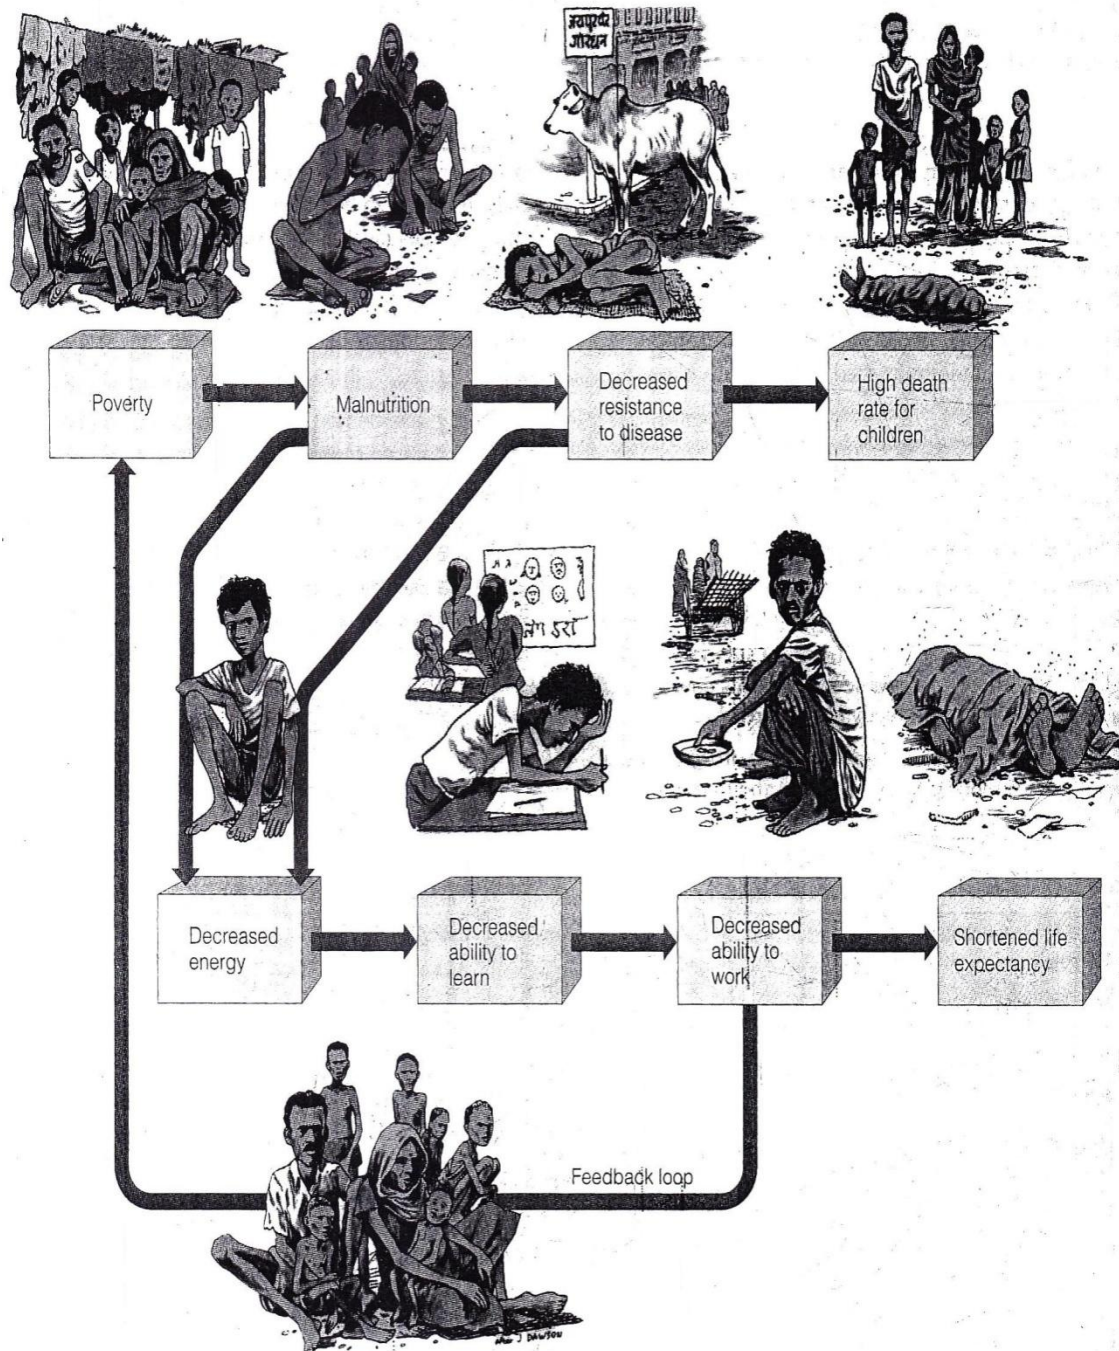 Poverty
Malnutrition
Decreased
resistance
to disease
High death
rate for
children
Decreased
energy
Decreased
ability to
learn
Decreased
ability to
work
Shortened life
expectancy
Feedback loop
DAWSON